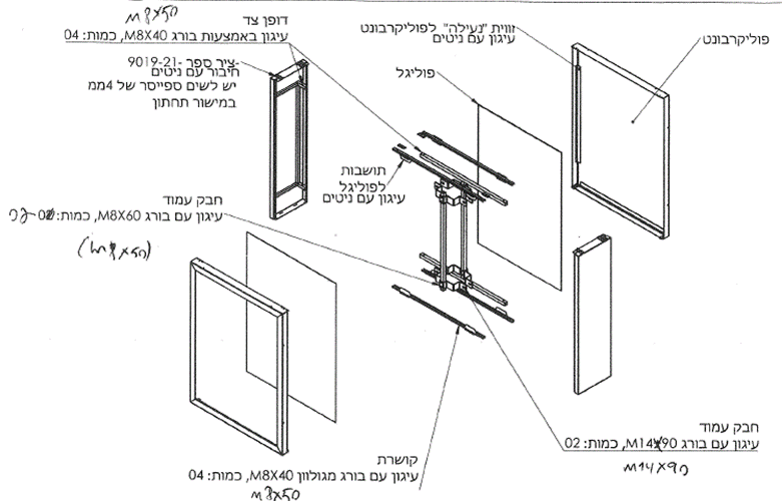 M8X50
דופן צד
עיגון באמצעות בורג M8X40, כמות: 04
ציר ספר -9019-21
חיבור עם ניטים
יש לשים ספייסר של 4ממ
במישור תחתון
זווית "נעילה" לפוליקרבונט
עיגון עם ניטים
פוליקרבונט
פוליגל
תושבות
לפוליגל
עיגון עם ניטים
חבק עמוד
עיגון עם בורג M8X60, כמות:
(M8X50)
חבק עמוד
עיגון עם בורג M14X90, כמות: 02
M14X90
קושרת
עיגון עם בורג מגולוון M8X40, כמות: 04
M8X50